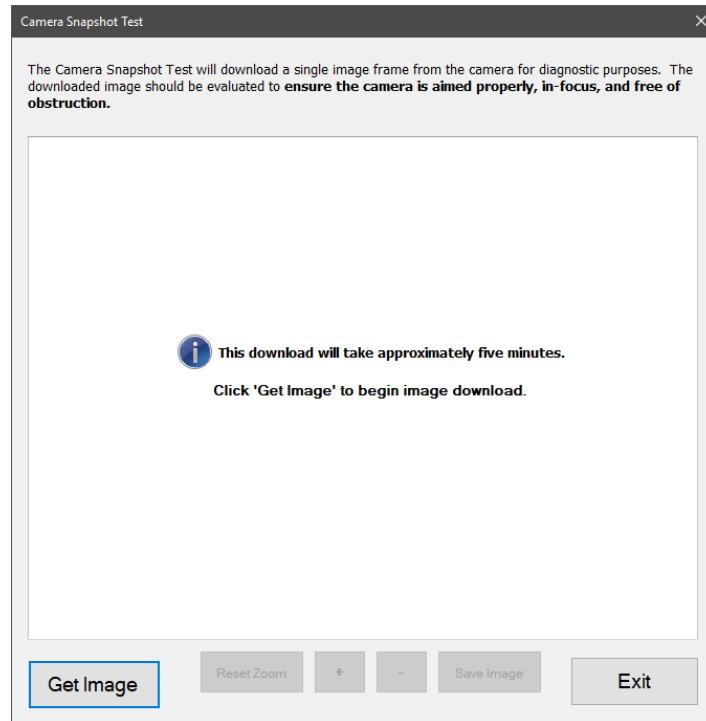 Camera Snapshot Test
The Camera Snapshot Test will download a single image frame from the camera for diagnostic purposes. The
downloaded image should be evaluated to ensure the camera is aimed properly, in-focus, and free of
obstruction.
This download will take approximately five minutes.
Click 'Get Image' to begin image download.
Get Image
Reset Zoom
+
-
Save Image
Exit